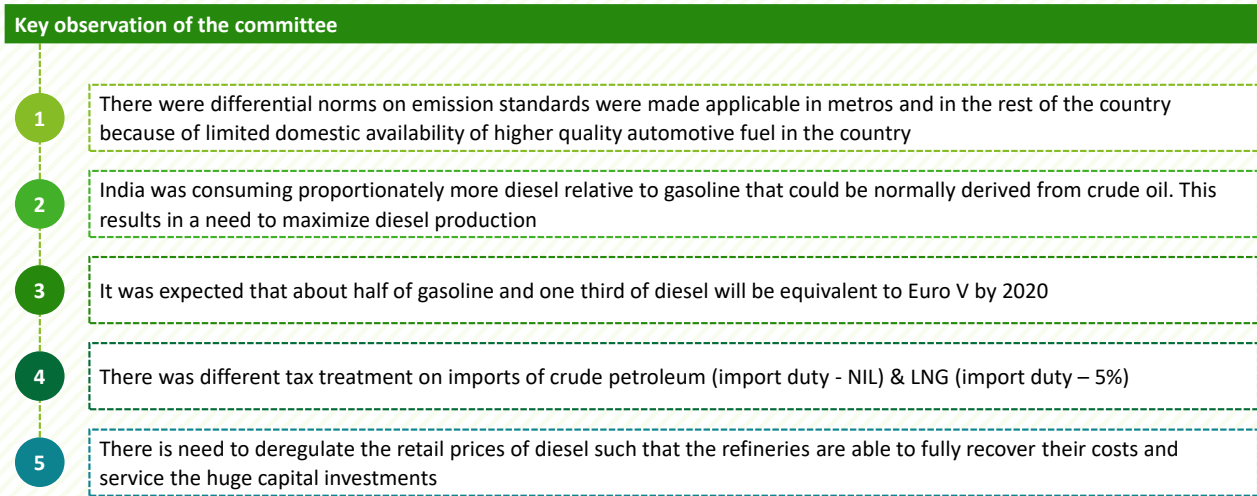 Key observation of the committee
1
There were differential norms on emission standards were made applicable in metros and in the rest of the country
because of limited domestic availability of higher quality automotive fuel in the country
2
India was consuming proportionately more diesel relative to gasoline that could be normally derived from crude oil. This
results in a need to maximize diesel production
3
It was expected that about half of gasoline and one third of diesel will be equivalent to Euro V by 2020
4
There was different tax treatment on imports of crude petroleum (import duty - NIL) & LNG (import duty – 5%)
5
There is need to deregulate the retail prices of diesel such that the refineries are able to fully recover their costs and
service the huge capital investments